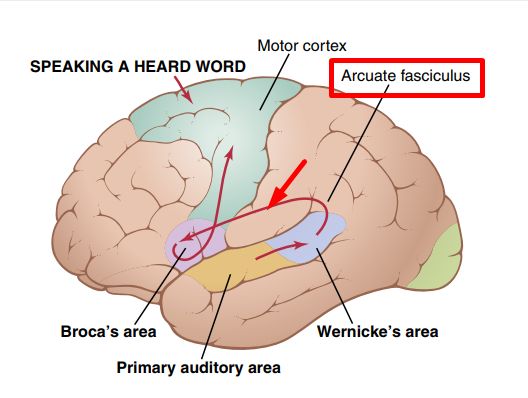 Motor cortex
SPEAKING A HEARD WORD
Arcuate fasciculus
Broca's area
Wernicke's area
Primary auditory area